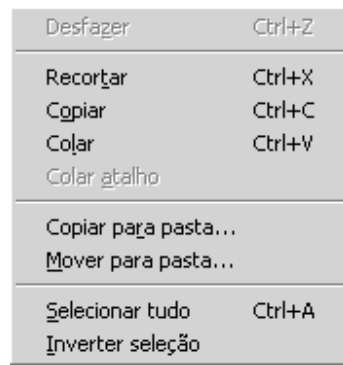 Desfazer Ctrl+Z
Recortar Ctrl+X
Copiar Ctrl+C
Colar Ctrl+V
Colar atalho
Copiar para pasta...
Mover para pasta...
Selecionar tudo Ctrl+A
Inverter seleção